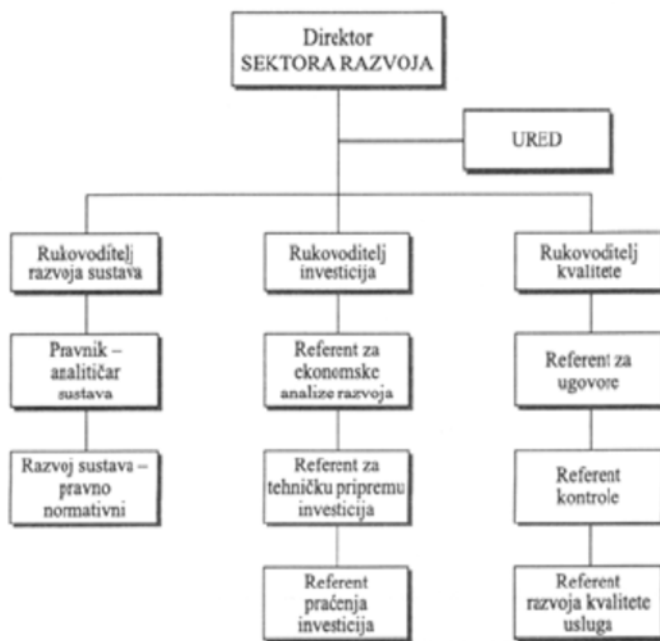 Direktor
SEKTORA RAZVOJA
URED
Rukovoditelj
razvoja sustava
Rukovoditelj
investicija
Rukovoditelj
kvalitete
Pravnik –
analitičar
sustava
Referent za
ekonomske
analize razvoja
Referent za
ugovore
Razvoj sustava –
pravno
normativni
Referent za
tehničku pripremu
investicija
Referent
kontrole
Referent
praćenja
investicija
Referent
razvoja kvalitete
usluga